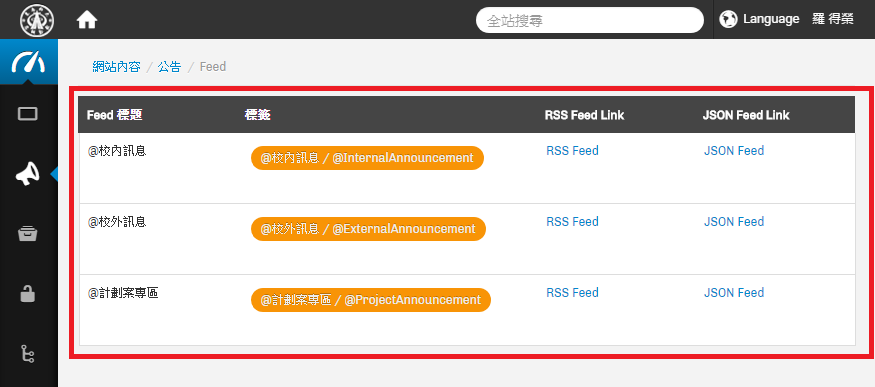 全站搜尋 Language 羅 得榮
網站內容 / 公告 / Feed
Feed 標題 標籤 RSS Feed Link JSON Feed Link
@校內訊息 @校內訊息 / @InternalAnnouncement RSS Feed JSON Feed
@校外訊息 @校外訊息 / @ExternalAnnouncement RSS Feed JSON Feed
@計劃案專區 @計劃案專區 / @ProjectAnnouncement RSS Feed JSON Feed